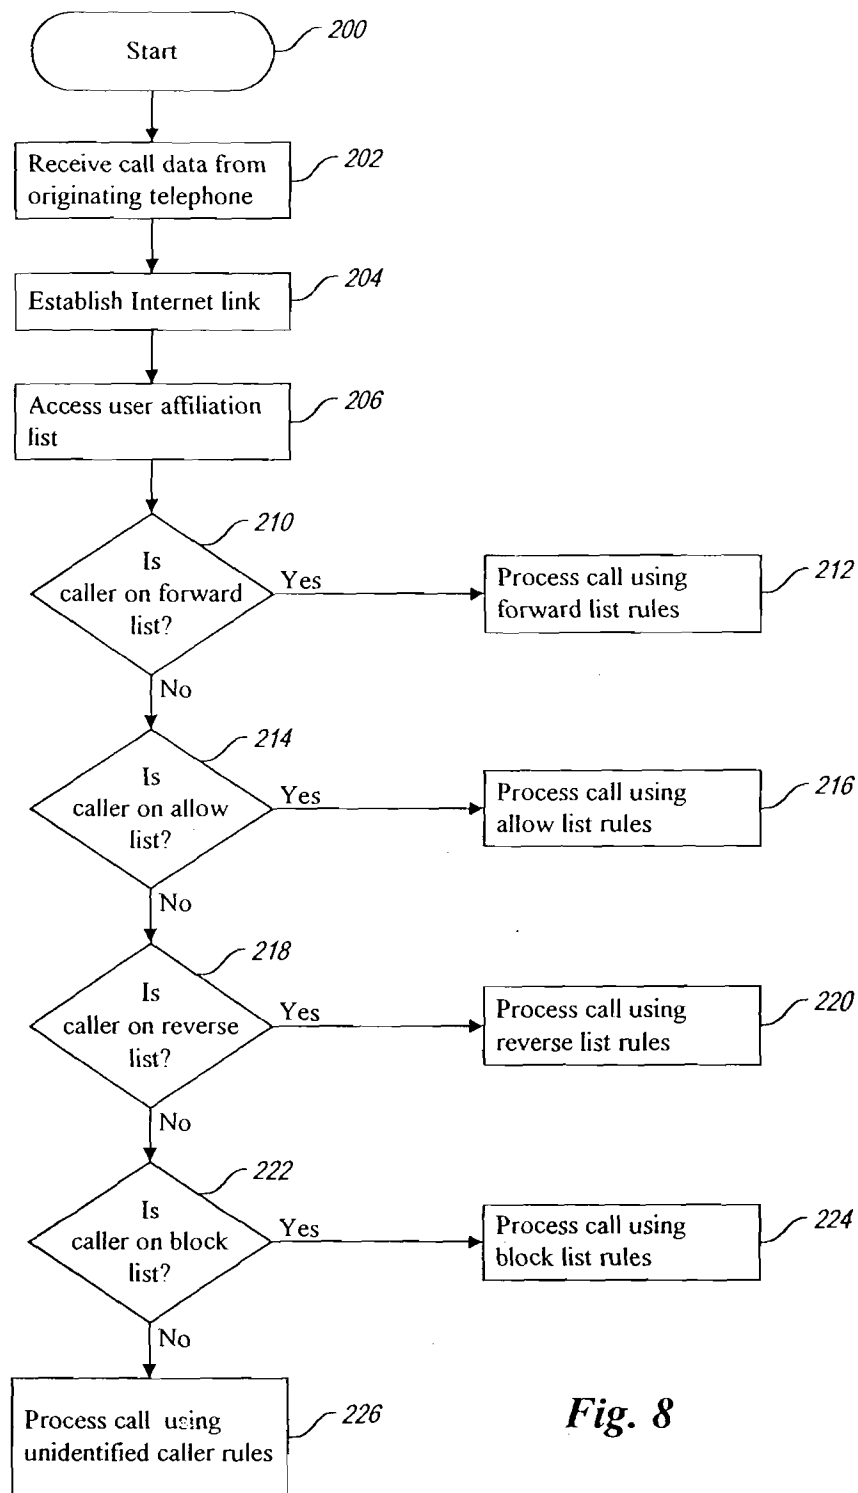 Start
200
Receive call data from
originating telephone
202
Establish Internet link
204
Access user affiliation
list
206
210
Is
caller on forward
list?
Yes
Process call using
forward list rules
212
No
214
Is
caller on allow
list?
Yes
Process call using
allow list rules
216
No
218
Is
caller on reverse
list?
Yes
Process call using
reverse list rules
220
No
222
Is
caller on block
list?
Yes
Process call using
block list rules
224
No
Process call using
unidentified caller rules
226
Fig. 8